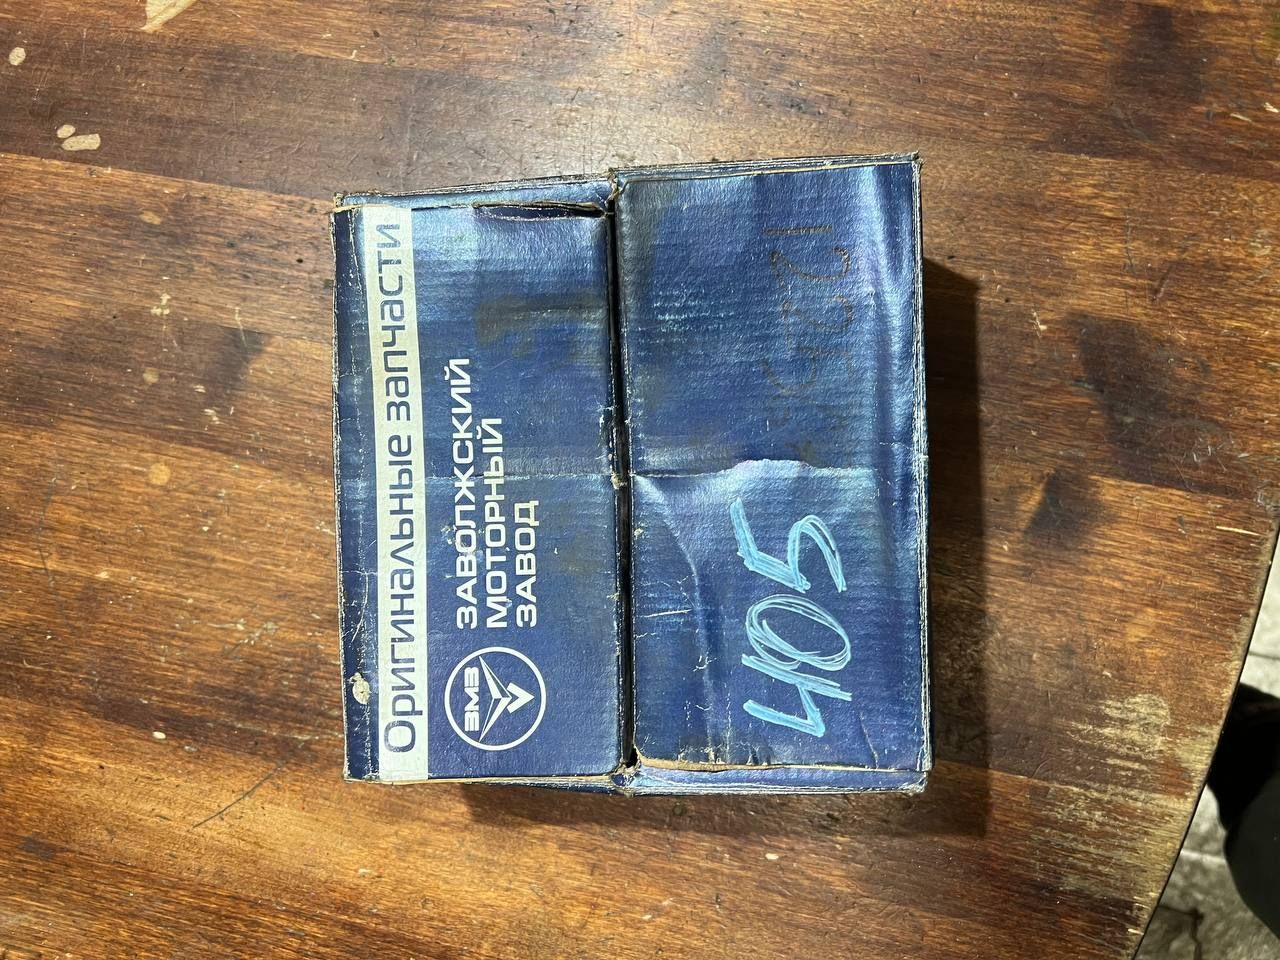 Оригинальные запчасти
ЗМЗ
ЗАВОЛЖСКИЙ
МОТОРНЫЙ
ЗАВОД
405